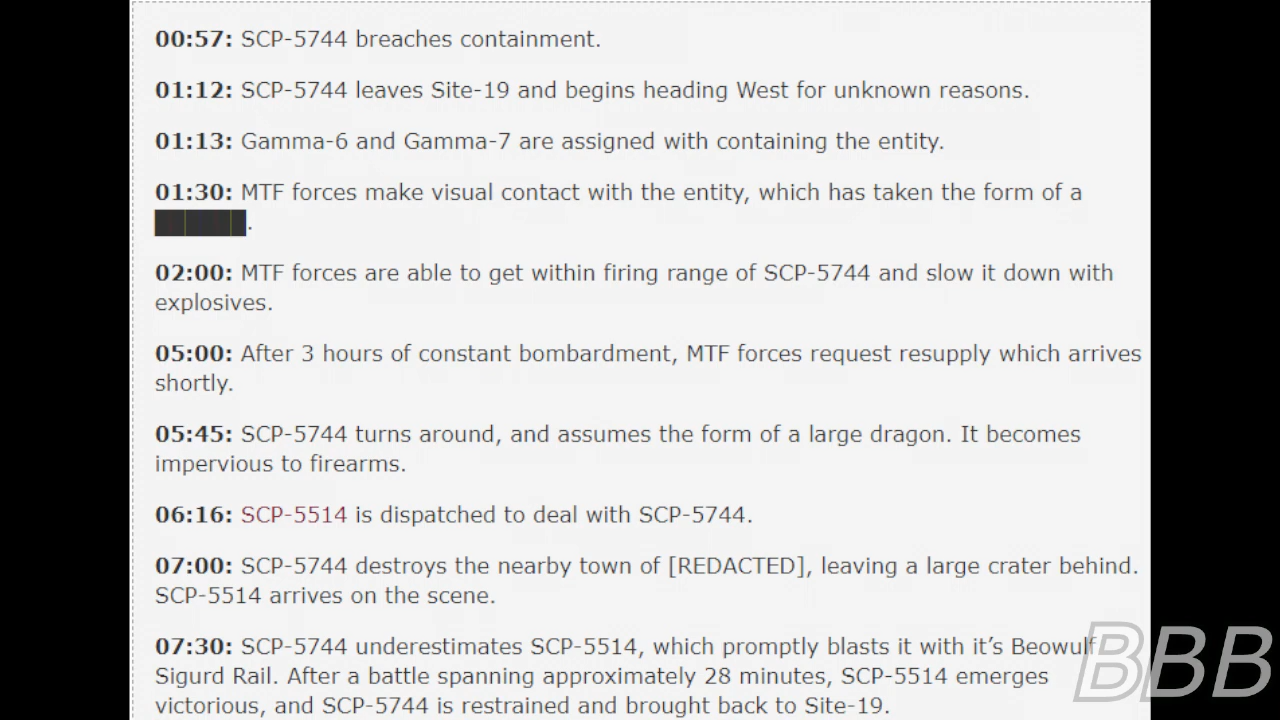 00:57: SCP-5744 breaches containment.
01:12: SCP-5744 leaves Site-19 and begins heading West for unknown reasons.
01:13: Gamma-6 and Gamma-7 are assigned with containing the entity.
01:30: MTF forces make visual contact with the entity, which has taken the form of a
██████.
02:00: MTF forces are able to get within firing range of SCP-5744 and slow it down with
explosives.
05:00: After 3 hours of constant bombardment, MTF forces request resupply which arrives
shortly.
05:45: SCP-5744 turns around, and assumes the form of a large dragon. It becomes
impervious to firearms.
06:16: SCP-5514 is dispatched to deal with SCP-5744.
07:00: SCP-5744 destroys the nearby town of [REDACTED], leaving a large crater behind.
SCP-5514 arrives on the scene.
07:30: SCP-5744 underestimates SCP-5514, which promptly blasts it with it’s Beowulf
Sigurd Rail. After a battle spanning approximately 28 minutes, SCP-5514 emerges
victorious, and SCP-5744 is restrained and brought back to Site-19.
BBB